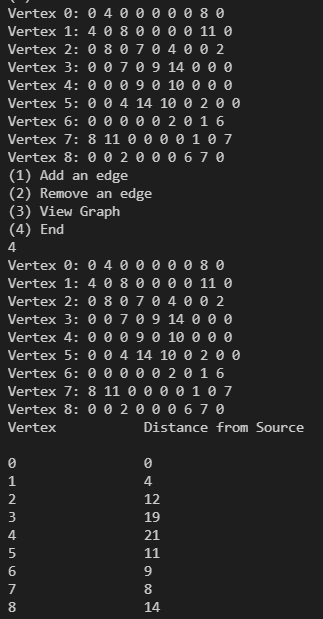 Vertex 0: 0 4 0 0 0 0 0 8 0
Vertex 1: 4 0 8 0 0 0 0 11 0
Vertex 2: 0 8 0 7 0 4 0 0 2
Vertex 3: 0 0 7 0 9 14 0 0 0
Vertex 4: 0 0 0 9 0 10 0 0 0
Vertex 5: 0 0 4 14 10 0 2 0 0
Vertex 6: 0 0 0 0 0 2 0 1 6
Vertex 7: 8 11 0 0 0 0 1 0 7
Vertex 8: 0 0 2 0 0 0 6 7 0
(1) Add an edge
(2) Remove an edge
(3) View Graph
(4) End
4
Vertex 0: 0 4 0 0 0 0 0 8 0
Vertex 1: 4 0 8 0 0 0 0 11 0
Vertex 2: 0 8 0 7 0 4 0 0 2
Vertex 3: 0 0 7 0 9 14 0 0 0
Vertex 4: 0 0 0 9 0 10 0 0 0
Vertex 5: 0 0 4 14 10 0 2 0 0
Vertex 6: 0 0 0 0 0 2 0 1 6
Vertex 7: 8 11 0 0 0 0 1 0 7
Vertex 8: 0 0 2 0 0 0 6 7 0
Vertex Distance from Source
0 0
1 4
2 12
3 19
4 21
5 11
6 9
7 8
8 14